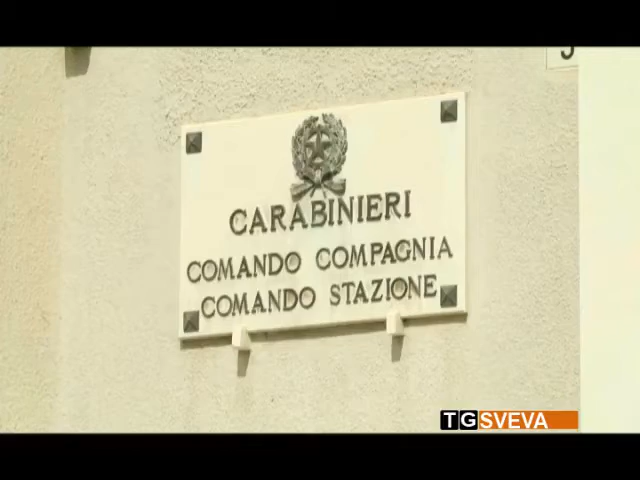 CARABINIERI
COMANDO COMPAGNIA
COMANDO STAZIONE
TGSVEVA